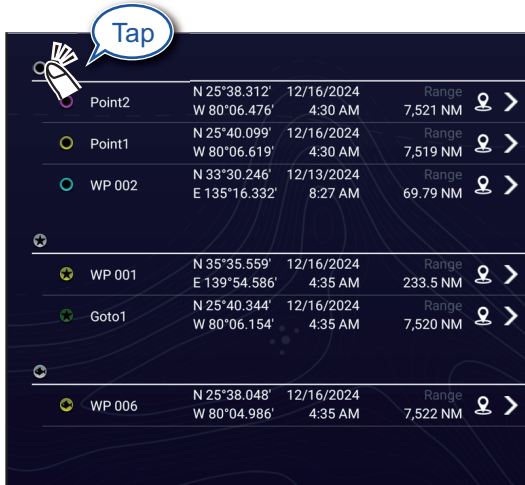 Tap
Point2 N 25°38.312' 12/16/2024 Range
W 80°06.476' 4:30 AM 7,521 NM
Point1 N 25°40.099' 12/16/2024 Range
W 80°06.619' 4:30 AM 7,519 NM
WP 002 N 33°30.246' 12/13/2024 Range
E 135°16.332' 8:27 AM 69.79 NM
WP 001 N 35°35.559' 12/16/2024 Range
E 139°54.586' 4:35 AM 233.5 NM
Goto1 N 25°40.344' 12/16/2024 Range
W 80°06.154' 4:35 AM 7,520 NM
WP 006 N 25°38.048' 12/16/2024 Range
W 80°04.986' 4:35 AM 7,522 NM